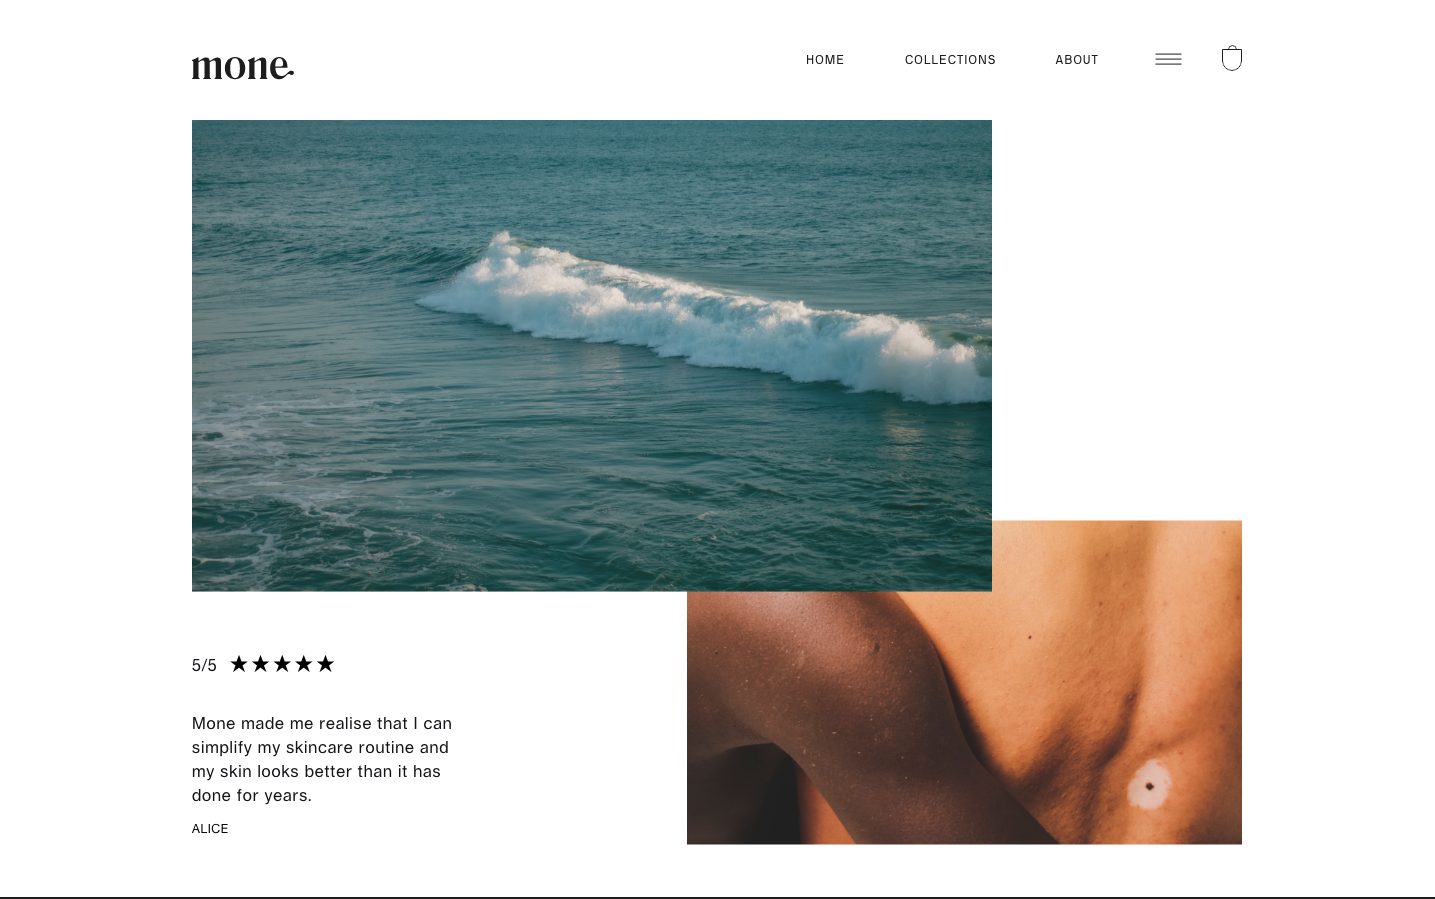 mone.
HOME
COLLECTIONS
ABOUT
5/5 ★★★★★
Mone made me realise that I can
simplify my skincare routine and
my skin looks better than it has
done for years.
ALICE